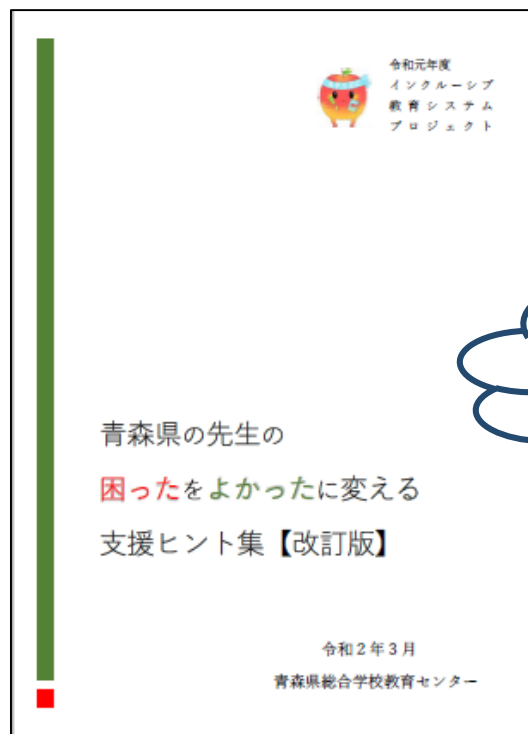 令和元年度
インクルーシブ
教育システム
プロジェクト
青森県の先生の
困ったをよかったに変える
支援ヒント集【改訂版】
令和２年３月
青森県総合学校教育センター